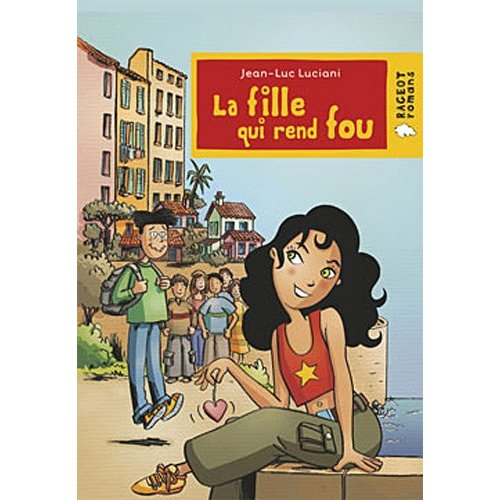 Jean-Luc Luciani
La fille
qui rend fou
RAGEOT
romans